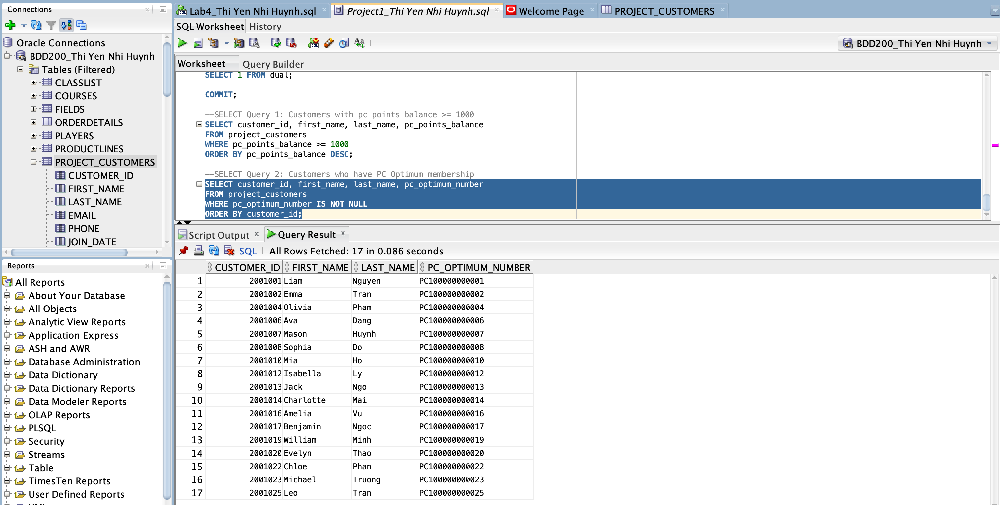 Connections
Oracle Connections
BDD200_Thi Yen Nhi Huynh
Tables (Filtered)
CLASSLIST
COURSES
FIELDS
ORDERDETAILS
PLAYERS
PRODUCTLINES
PROJECT_CUSTOMERS
CUSTOMER_ID
FIRST_NAME
LAST_NAME
EMAIL
PHONE
JOIN_DATE
Reports
All Reports
About Your Database
All Objects
Analytic View Reports
Application Express
ASH and AWR
Database Administration
Data Dictionary
Data Dictionary Reports
Data Modeler Reports
OLAP Reports
PLSQL
Security
Streams
Table
TimesTen Reports
User Defined Reports
Lab4_Thi Yen Nhi Huynh.sql Project1_Thi Yen Nhi Huynh.sql Welcome Page PROJECT_CUSTOMERS
SQL Worksheet History
BDD200_Thi Yen Nhi Huynh
Worksheet Query Builder
SELECT 1 FROM dual;
COMMIT;
--SELECT Query 1: Customers with pc points balance >= 1000
SELECT customer_id, first_name, last_name, pc_points_balance
FROM project_customers
WHERE pc_points_balance >= 1000
ORDER BY pc_points_balance DESC;
--SELECT Query 2: Customers who have PC Optimum membership
SELECT customer_id, first_name, last_name, pc_optimum_number
FROM project_customers
WHERE pc_optimum_number IS NOT NULL
ORDER BY customer_id;
Script Output Query Result
SQL All Rows Fetched: 17 in 0.086 seconds
CUSTOMER_ID FIRST_NAME LAST_NAME PC_OPTIMUM_NUMBER
1 2001001 Liam Nguyen PC100000000001
2 2001002 Emma Tran PC100000000002
3 2001004 Olivia Pham PC100000000004
4 2001006 Ava Dang PC100000000006
5 2001007 Mason Huynh PC100000000007
6 2001008 Sophia Do PC100000000008
7 2001010 Mia Ho PC100000000010
8 2001012 Isabella Ly PC100000000012
9 2001013 Jack Ngo PC100000000013
10 2001014 Charlotte Mai PC100000000014
11 2001016 Amelia Vu PC100000000016
12 2001017 Benjamin Ngoc PC100000000017
13 2001019 William Minh PC100000000019
14 2001020 Evelyn Thao PC100000000020
15 2001022 Chloe Phan PC100000000022
16 2001023 Michael Truong PC100000000023
17 2001025 Leo Tran PC100000000025